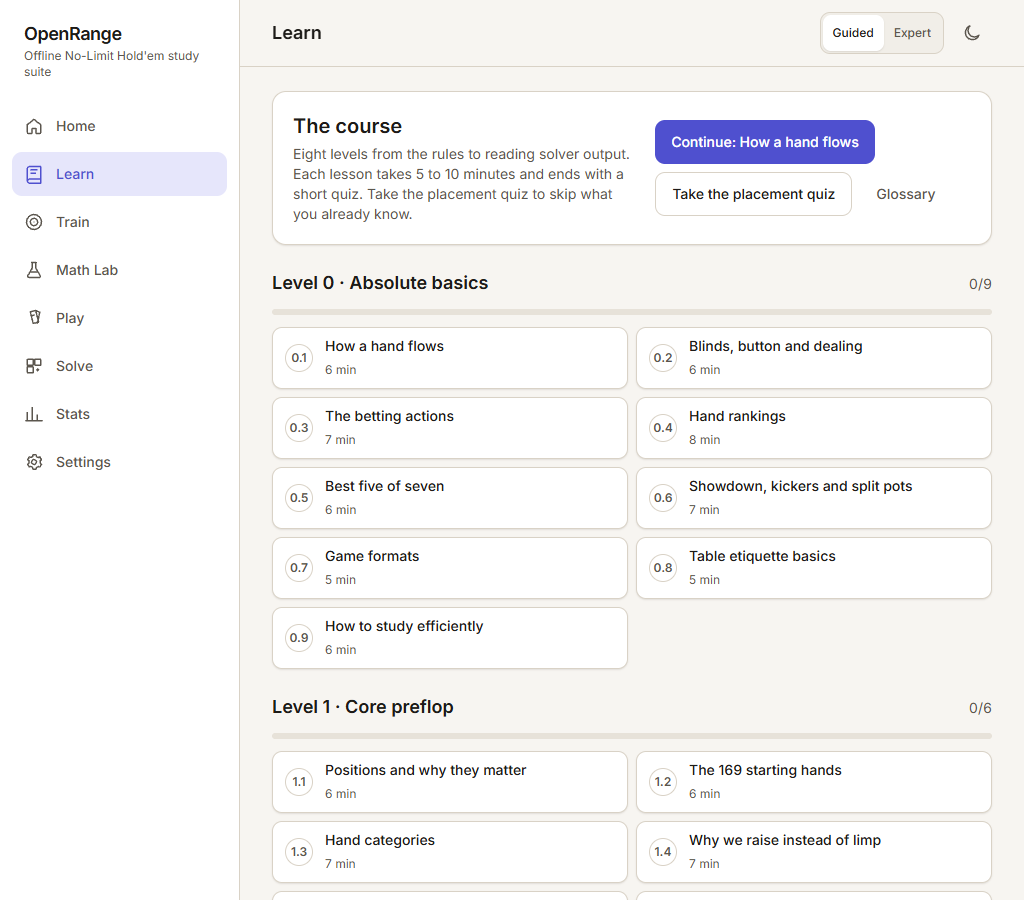 OpenRange
Offline No-Limit Hold'em study
suite
Home
Learn
Train
Math Lab
Play
Solve
Stats
Settings
Learn
Guided
Expert
The course
Eight levels from the rules to reading solver output.
Each lesson takes 5 to 10 minutes and ends with a
short quiz. Take the placement quiz to skip what
you already know.
Continue: How a hand flows
Take the placement quiz
Glossary
Level 0 · Absolute basics
0/9
0.1
How a hand flows
6 min
0.2
Blinds, button and dealing
6 min
0.3
The betting actions
7 min
0.4
Hand rankings
8 min
0.5
Best five of seven
6 min
0.6
Showdown, kickers and split pots
7 min
0.7
Game formats
5 min
0.8
Table etiquette basics
5 min
0.9
How to study efficiently
6 min
Level 1 · Core preflop
0/6
1.1
Positions and why they matter
6 min
1.2
The 169 starting hands
6 min
1.3
Hand categories
7 min
1.4
Why we raise instead of limp
7 min